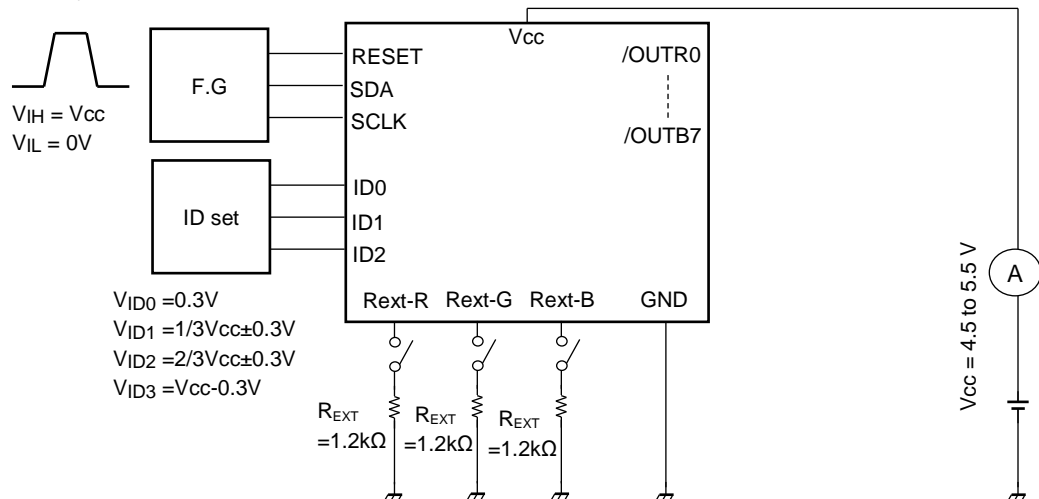 Vcc
RESET
SDA
SCLK
/OUTR0
/OUTB7
F.G
VIH = Vcc
VIL = 0V
ID0
ID1
ID2
ID set
VID0 =0.3V
VID1 =1/3Vcc±0.3V
VID2 =2/3Vcc±0.3V
VID3 =Vcc-0.3V
Rext-R Rext-G Rext-B GND
A
Vcc = 4.5 to 5.5 V
REXT
=1.2kΩ
REXT
=1.2kΩ
REXT
=1.2kΩ